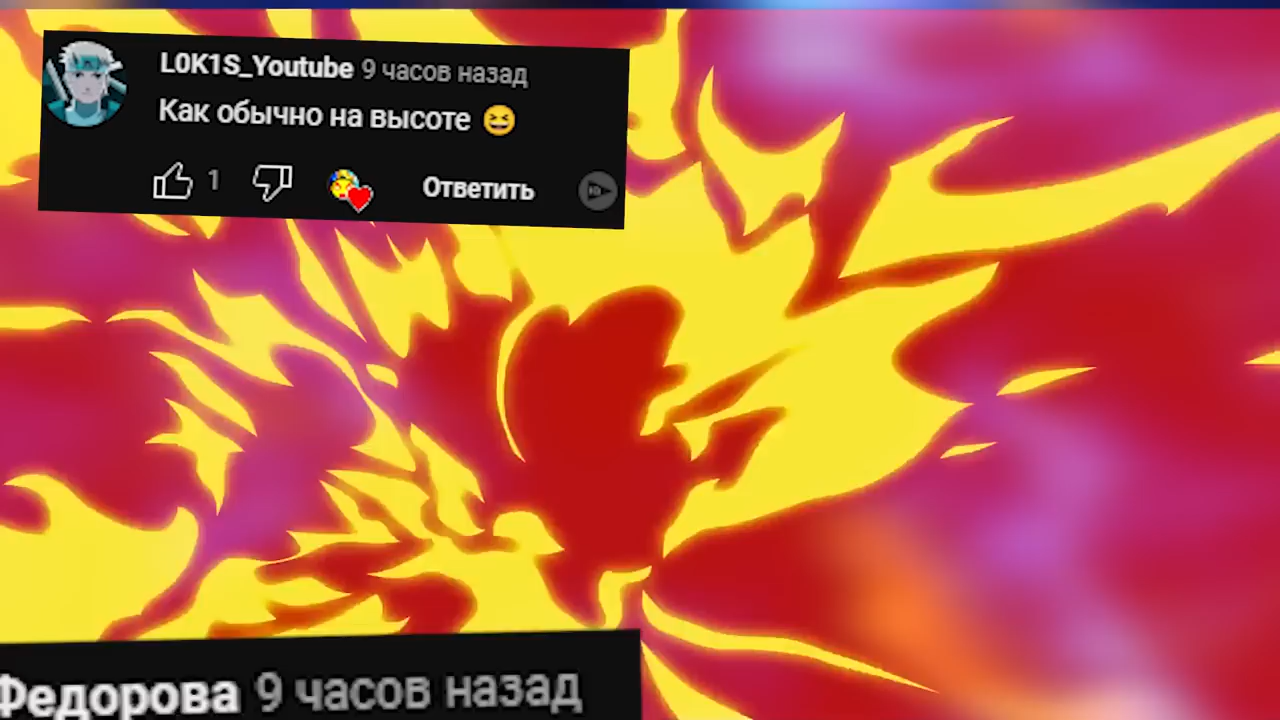 L0K1S_Youtube 9 часов назад
Как обычно на высоте 😆
1
Ответить
Федорова 9 часов назад